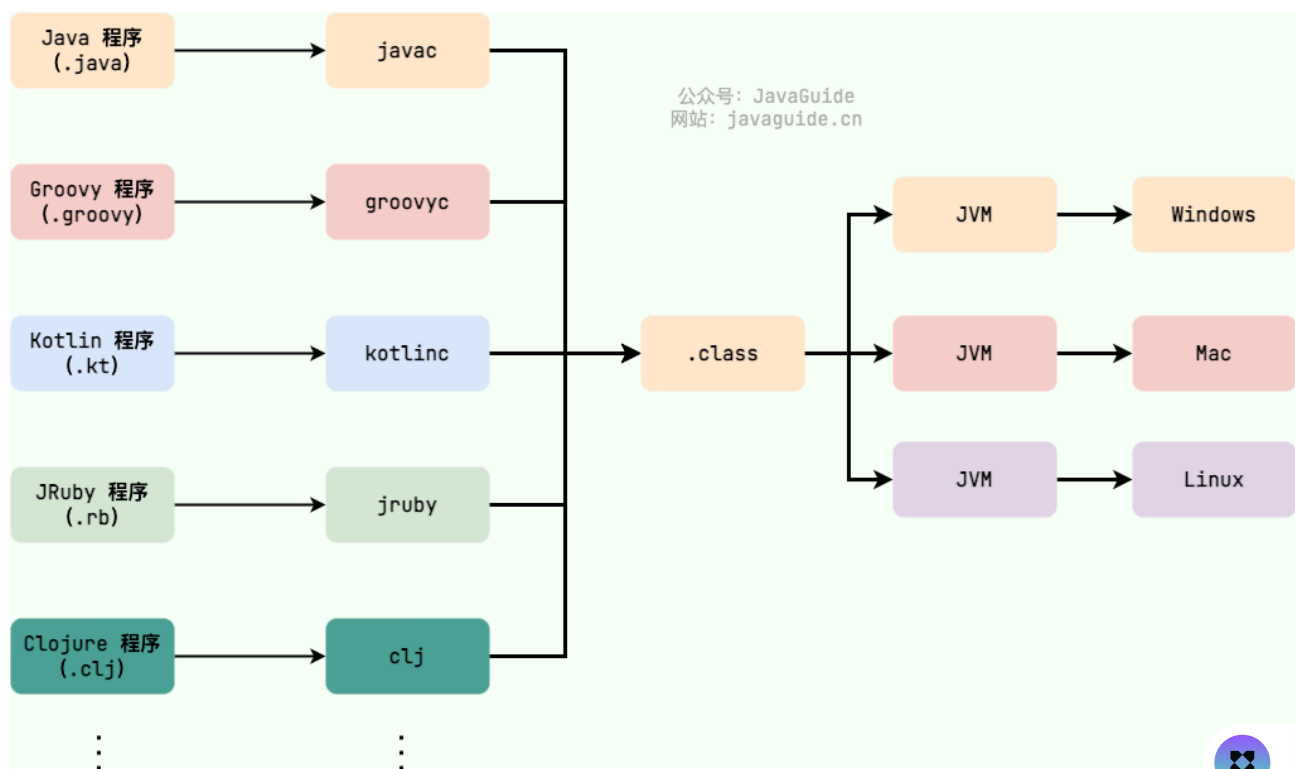 Java 程序
(.java)
javac
公众号: JavaGuide
网站: javaguide.cn
Groovy 程序
(.groovy)
groovyc
JVM
Windows
Kotlin 程序
(.kt)
kotlinc
.class
JVM
Mac
JRuby 程序
(.rb)
jruby
JVM
Linux
Clojure 程序
(.clj)
clj